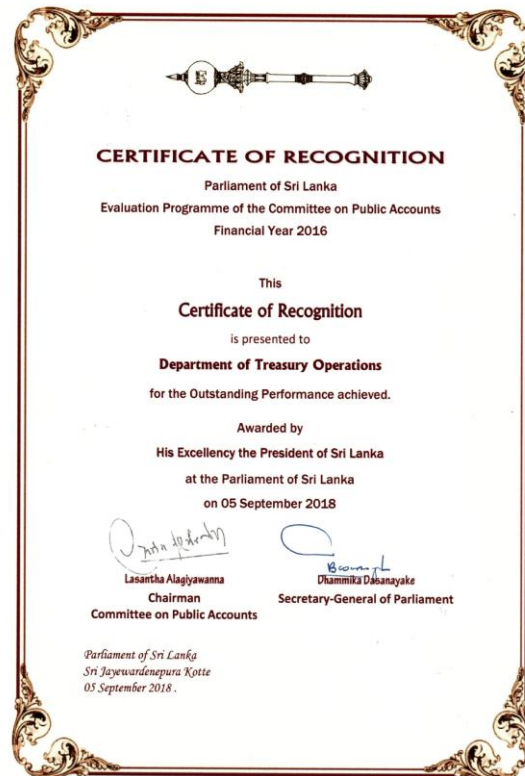 CERTIFICATE OF RECOGNITION
Parliament of Sri Lanka
Evaluation Programme of the Committee on Public Accounts
Financial Year 2016
This
Certificate of Recognition
is presented to
Department of Treasury Operations
for the Outstanding Performance achieved.
Awarded by
His Excellency the President of Sri Lanka
at the Parliament of Sri Lanka
on 05 September 2018
Lasantha Alagiyawanna
Chairman
Committee on Public Accounts
Dhammika Dasanayake
Secretary-General of Parliament
Parliament of Sri Lanka
Sri Jayewardenepura Kotte
05 September 2018 .